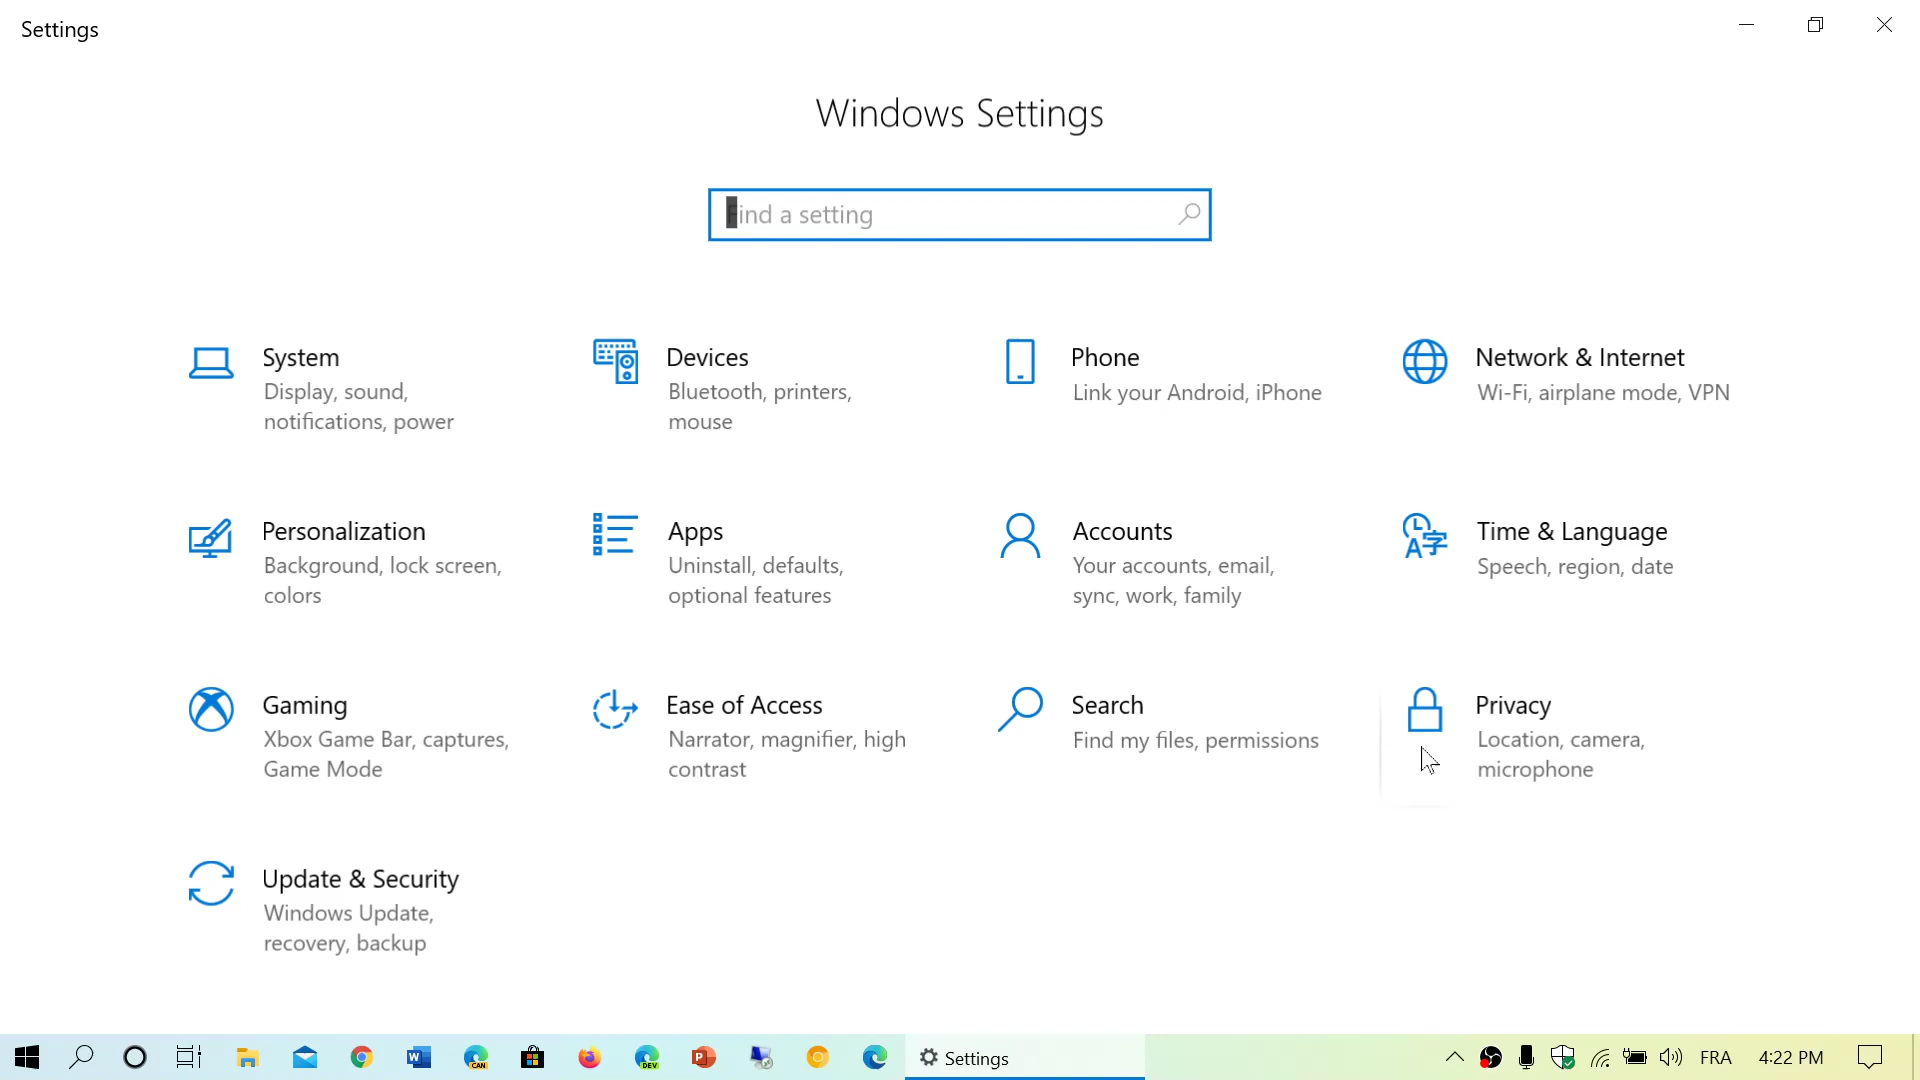 Settings
Windows Settings
Find a setting
System
Display, sound,
notifications, power
Devices
Bluetooth, printers,
mouse
Phone
Link your Android, iPhone
Network & Internet
Wi-Fi, airplane mode, VPN
Personalization
Background, lock screen,
colors
Apps
Uninstall, defaults,
optional features
Accounts
Your accounts, email,
sync, work, family
Time & Language
Speech, region, date
Gaming
Xbox Game Bar, captures,
Game Mode
Ease of Access
Narrator, magnifier, high
contrast
Search
Find my files, permissions
Privacy
Location, camera,
microphone
Update & Security
Windows Update,
recovery, backup
CAN
DEV
Settings
FRA
4:22 PM